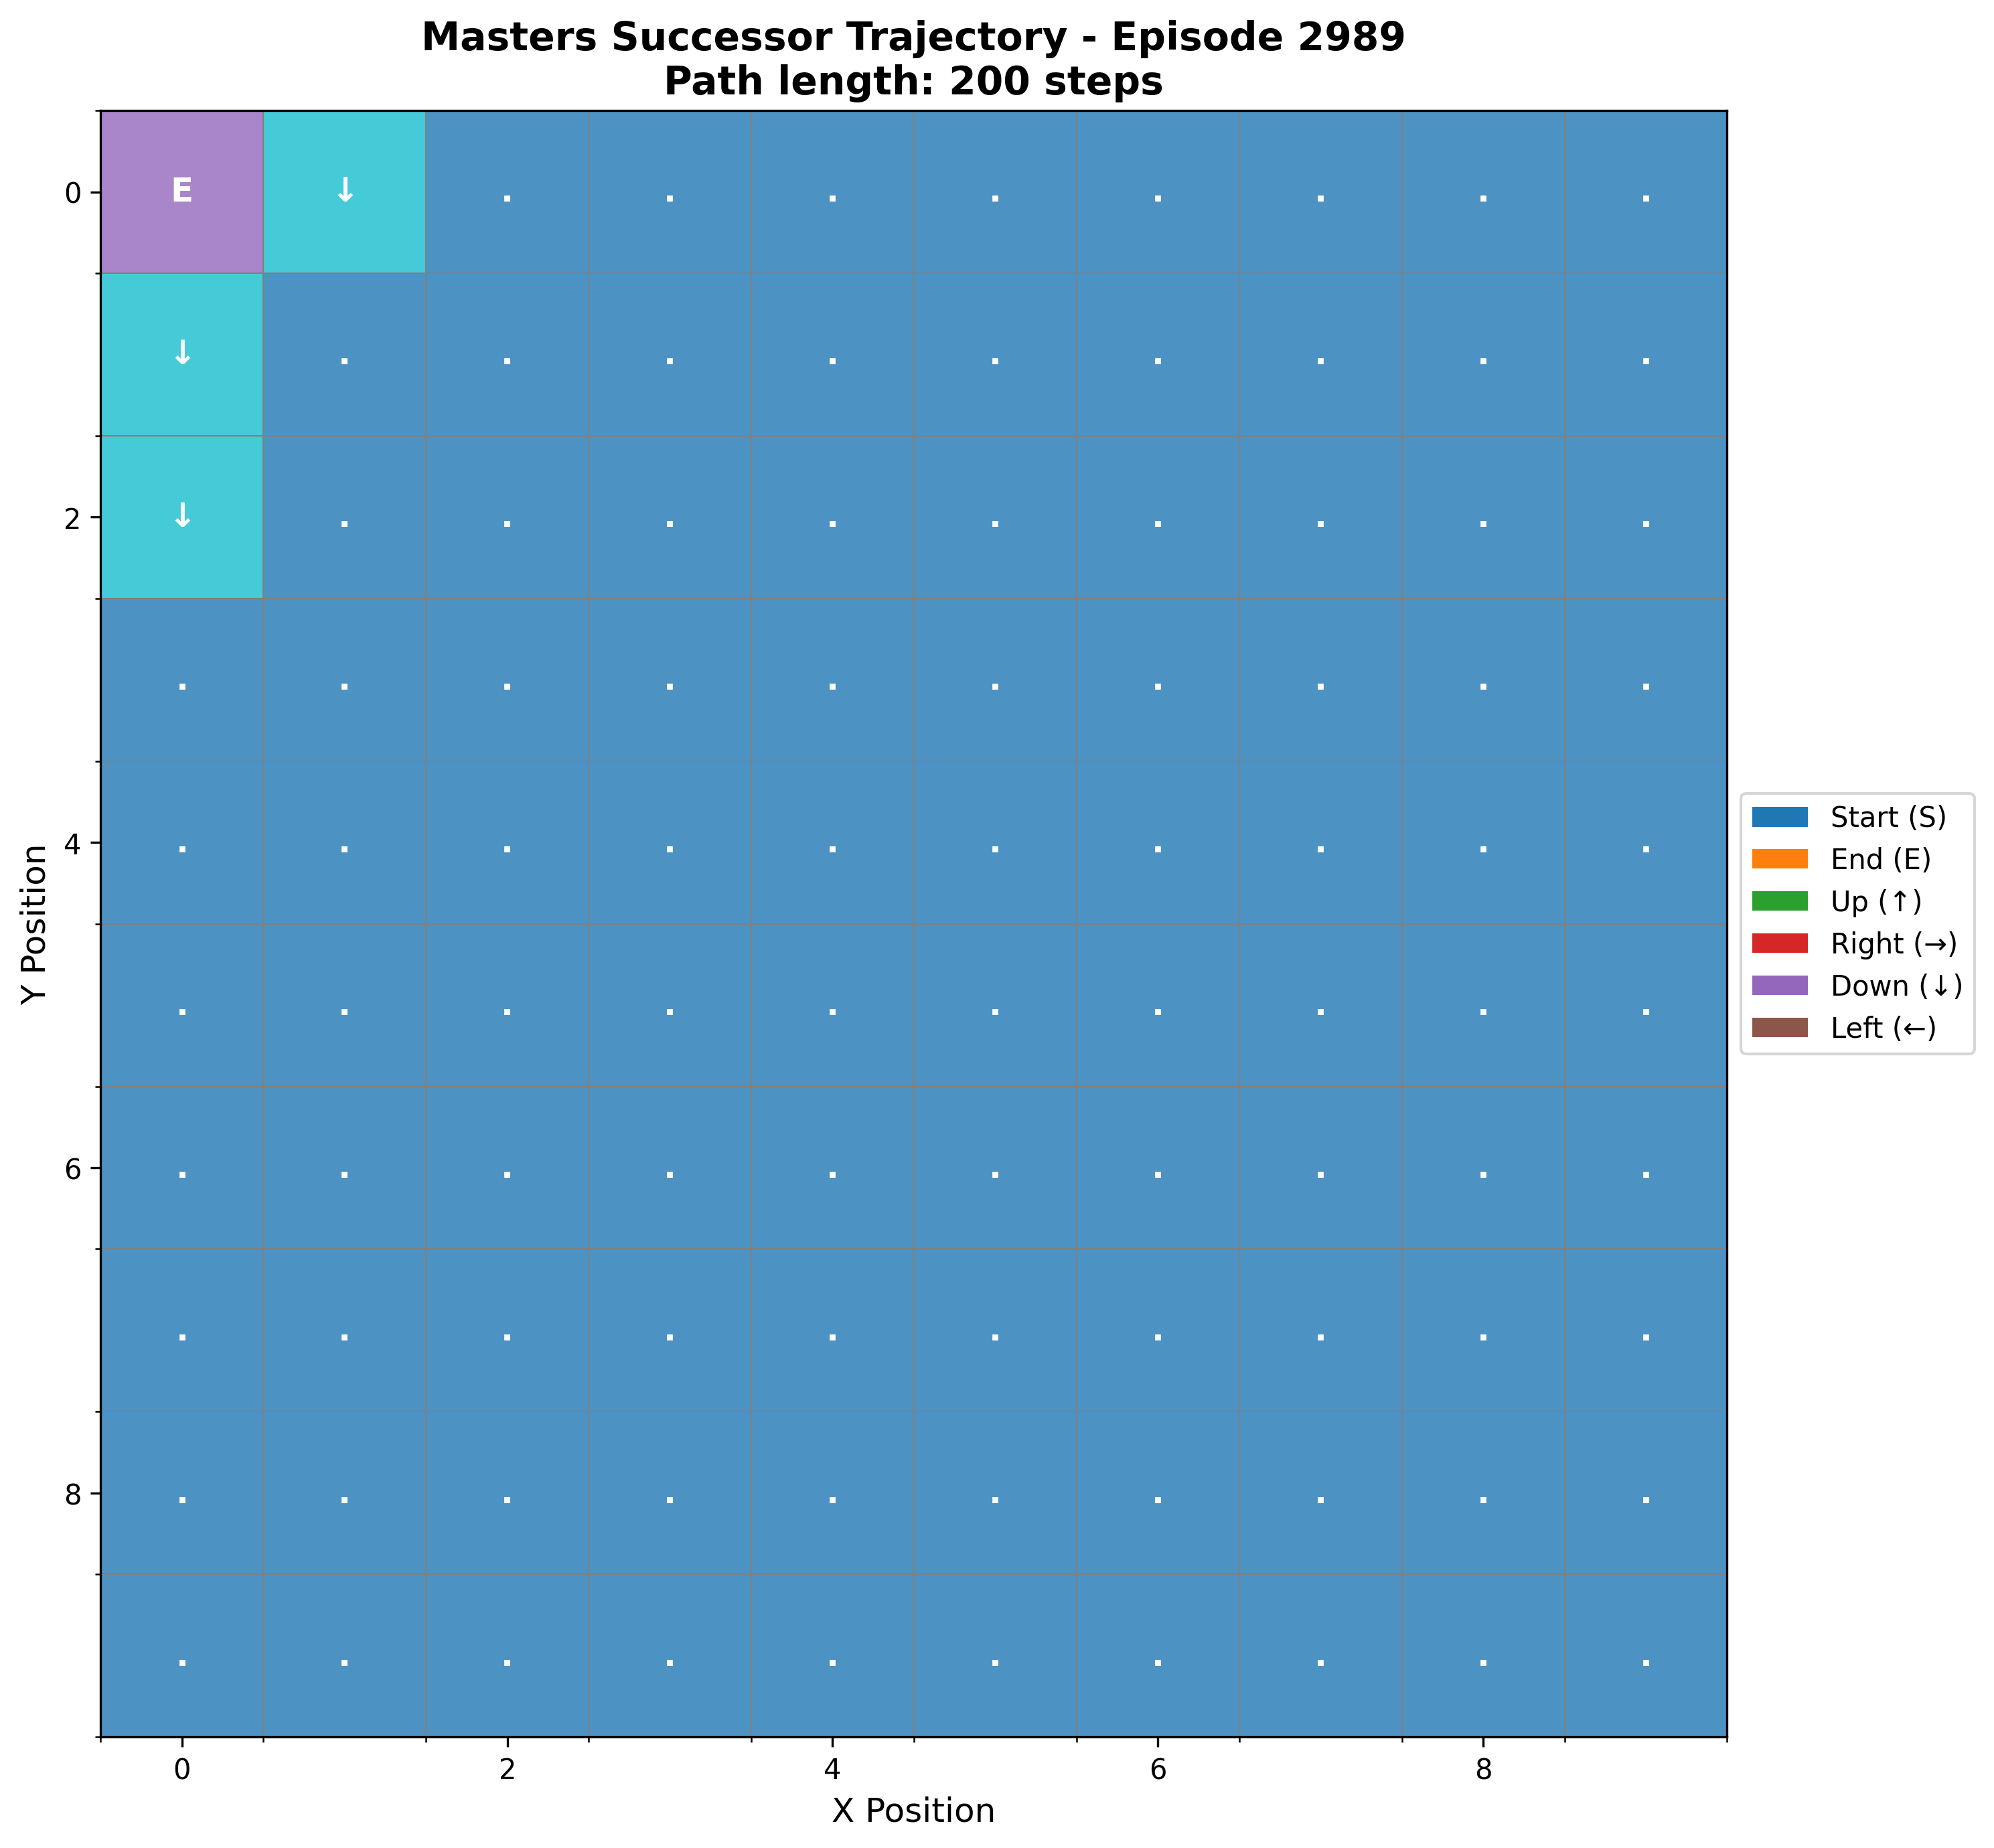 Masters Successor Trajectory - Episode 2989
Path length: 200 steps
E ↓ . . . . . . . .
↓ . . . . . . . . .
↓ . . . . . . . . .
. . . . . . . . . .
. . . . . . . . . .
. . . . . . . . . .
. . . . . . . . . .
. . . . . . . . . .
. . . . . . . . . .
. . . . . . . . . .
0
2
4
6
8
Y Position
0 2 4 6 8
X Position
Start (S)
End (E)
Up (↑)
Right (→)
Down (↓)
Left (←)